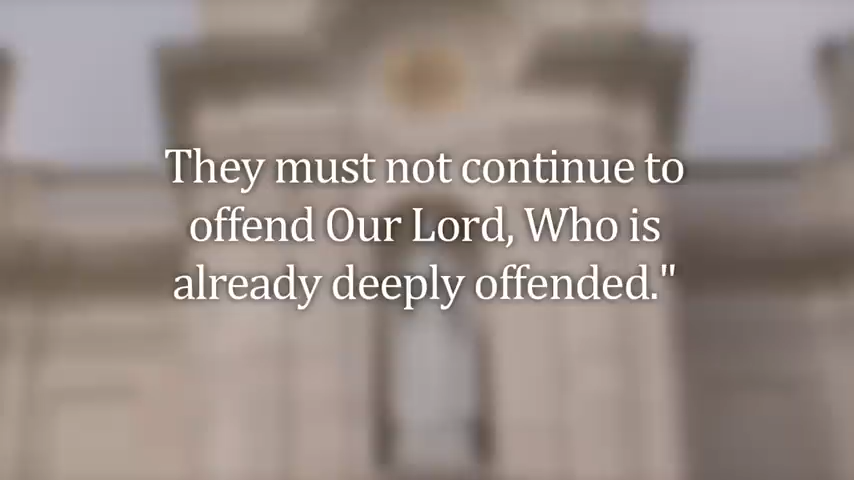 They must not continue to
offend Our Lord, Who is
already deeply offended."